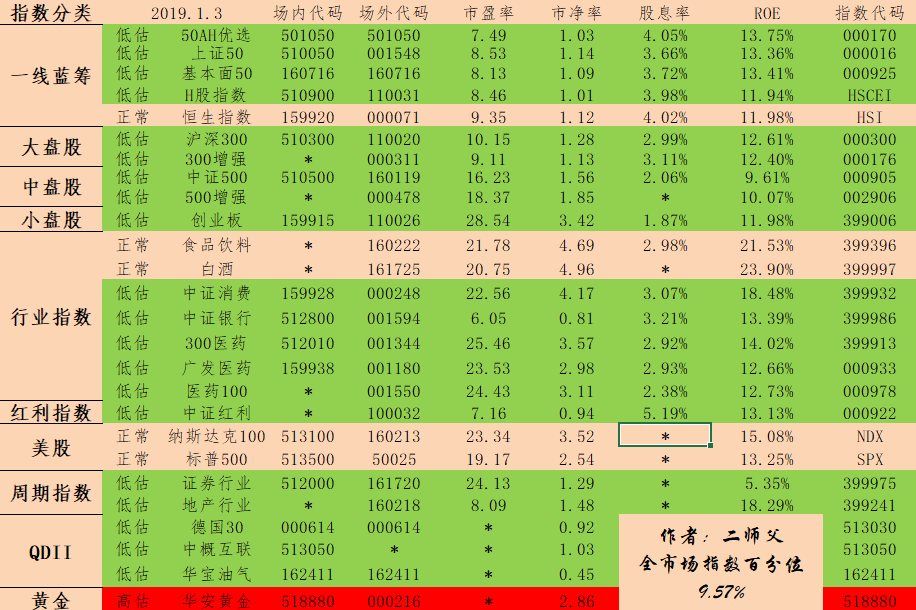 指数分类 2019.1.3 场内代码 场外代码 市盈率 市净率 股息率 ROE 指数代码
一线蓝筹
低估 50AH优选 501050 501050 7.49 1.03 4.05% 13.75% 000170
低估 上证50 510050 001548 8.53 1.14 3.66% 13.36% 000016
低估 基本面50 160716 160716 8.13 1.09 3.72% 13.41% 000925
低估 H股指数 510900 110031 8.46 1.01 3.98% 11.94% HSCEI
正常 恒生指数 159920 000071 9.35 1.12 4.02% 11.98% HSI
大盘股
低估 沪深300 510300 110020 10.15 1.28 2.99% 12.61% 000300
低估 300增强 * 000311 9.11 1.13 3.11% 12.40% 000176
中盘股
低估 中证500 510500 160119 16.23 1.56 2.06% 9.61% 000905
低估 500增强 * 000478 18.37 1.85 * 10.07% 002906
小盘股 低估 创业板 159915 110026 28.54 3.42 1.87% 11.98% 399006
行业指数
正常 食品饮料 * 160222 21.78 4.69 2.98% 21.53% 399396
正常 白酒 * 161725 20.75 4.96 * 23.90% 399997
低估 中证消费 159928 000248 22.56 4.17 3.07% 18.48% 399932
低估 中证银行 512800 001594 6.05 0.81 3.21% 13.39% 399986
低估 300医药 512010 001344 25.46 3.57 2.92% 14.02% 399913
低估 广发医药 159938 001180 23.53 2.98 2.93% 12.66% 000933
低估 医药100 * 001550 24.43 3.11 2.38% 12.73% 000978
红利指数 低估 中证红利 * 100032 7.16 0.94 5.19% 13.13% 000922
美股
正常 纳斯达克100 513100 160213 23.34 3.52 * 15.08% NDX
正常 标普500 513500 50025 19.17 2.54 * 13.25% SPX
周期指数
低估 证券行业 512000 161720 24.13 1.29 * 5.35% 399975
低估 地产行业 * 160218 8.09 1.48 * 18.29% 399241
QDII
低估 德国30 000614 000614 * 0.92 513030
低估 中概互联 513050 * * 1.03 513050
低估 华宝油气 162411 162411 * 0.45 162411
黄金 高估 华安黄金 518880 000216 * 2.86 518880
作者：二师父
全市场指数百分位
9.57%